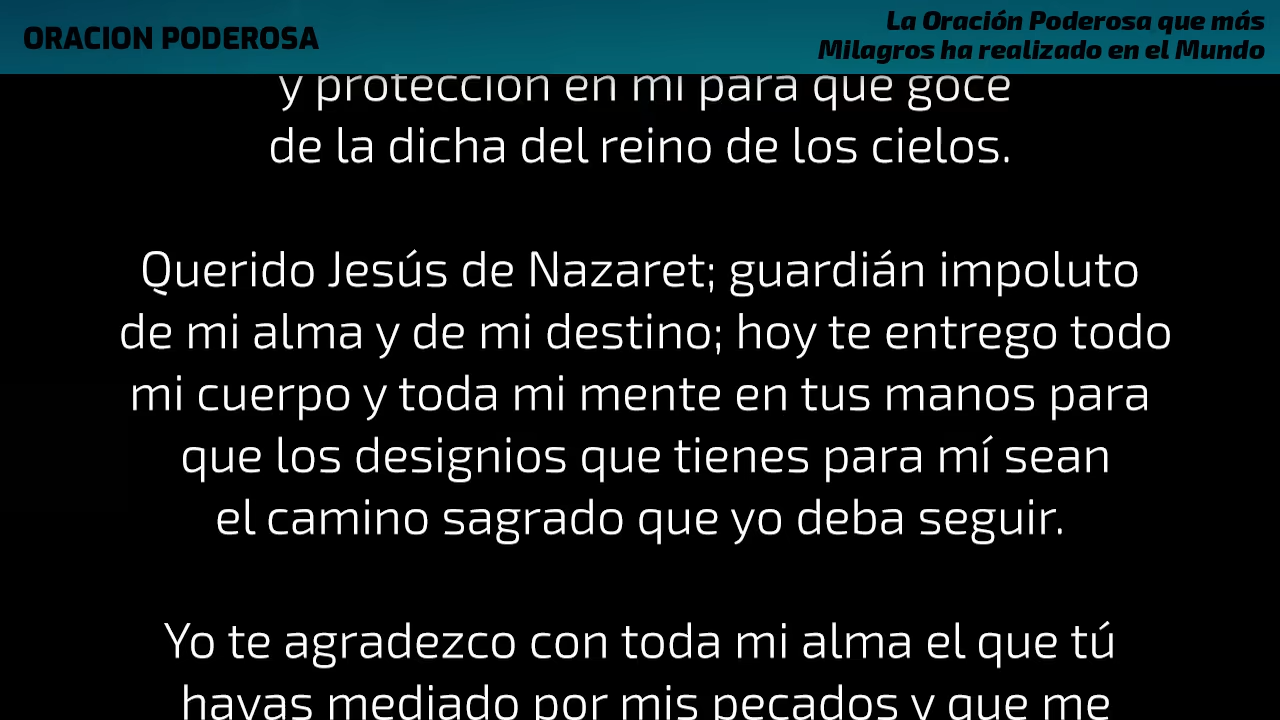 ORACION PODEROSA
La Oración Poderosa que más
Milagros ha realizado en el Mundo
y protección en mi para que goce
de la dicha del reino de los cielos.
Querido Jesús de Nazaret; guardián impoluto
de mi alma y de mi destino; hoy te entrego todo
mi cuerpo y toda mi mente en tus manos para
que los designios que tienes para mí sean
el camino sagrado que yo deba seguir.
Yo te agradezco con toda mi alma el que tú
hayas mediado por mis pecados y que me